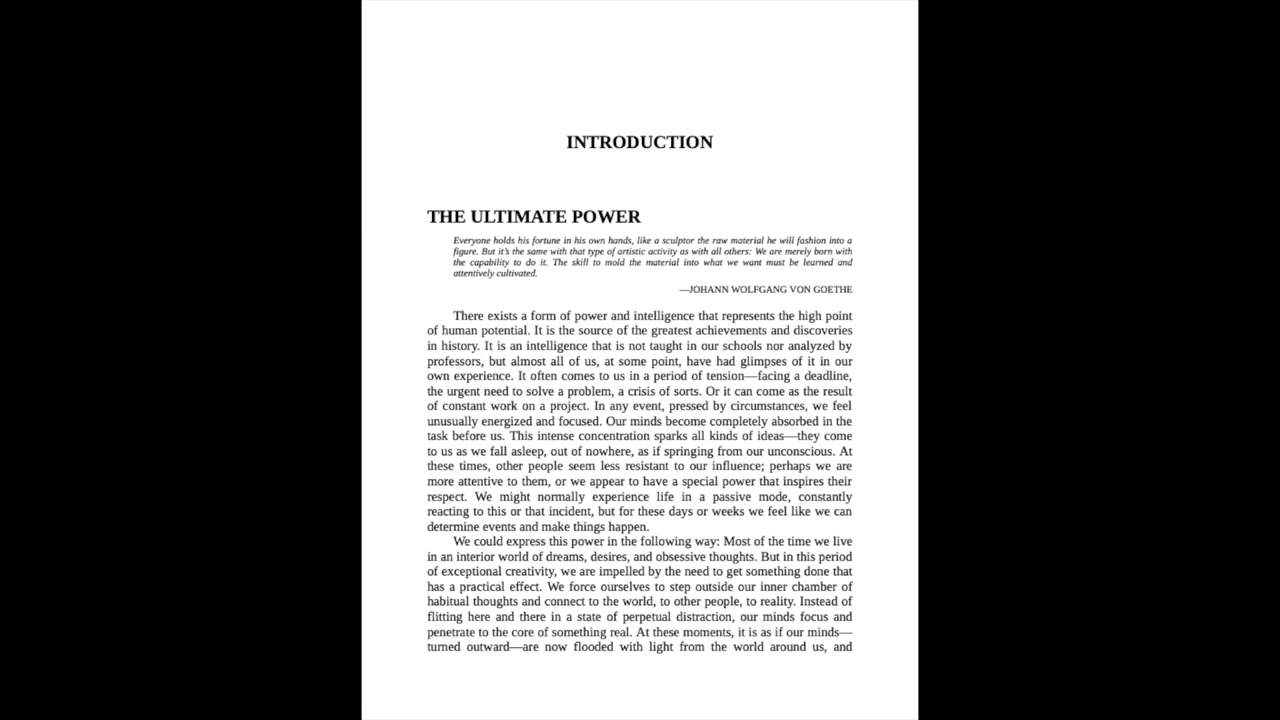 INTRODUCTION
THE ULTIMATE POWER
Everyone holds his fortune in his own hands, like a sculptor the raw material he will fashion into a
figure. But it's the same with that type of artistic activity as with all others: We are merely born with
the capability to do it. The skill to mold the material into what we want must be learned and
attentively cultivated.
—JOHANN WOLFGANG VON GOETHE
There exists a form of power and intelligence that represents the high point
of human potential. It is the source of the greatest achievements and discoveries
in history. It is an intelligence that is not taught in our schools nor analyzed by
professors, but almost all of us, at some point, have had glimpses of it in our
own experience. It often comes to us in a period of tension—facing a deadline,
the urgent need to solve a problem, a crisis of sorts. Or it can come as the result
of constant work on a project. In any event, pressed by circumstances, we feel
unusually energized and focused. Our minds become completely absorbed in the
task before us. This intense concentration sparks all kinds of ideas—they come
to us as we fall asleep, out of nowhere, as if springing from our unconscious. At
these times, other people seem less resistant to our influence; perhaps we are
more attentive to them, or we appear to have a special power that inspires their
respect. We might normally experience life in a passive mode, constantly
reacting to this or that incident, but for these days or weeks we feel like we can
determine events and make things happen.
We could express this power in the following way: Most of the time we live
in an interior world of dreams, desires, and obsessive thoughts. But in this period
of exceptional creativity, we are impelled by the need to get something done that
has a practical effect. We force ourselves to step outside our inner chamber of
habitual thoughts and connect to the world, to other people, to reality. Instead of
flitting here and there in a state of perpetual distraction, our minds focus and
penetrate to the core of something real. At these moments, it is as if our minds—
turned outward—are now flooded with light from the world around us, and